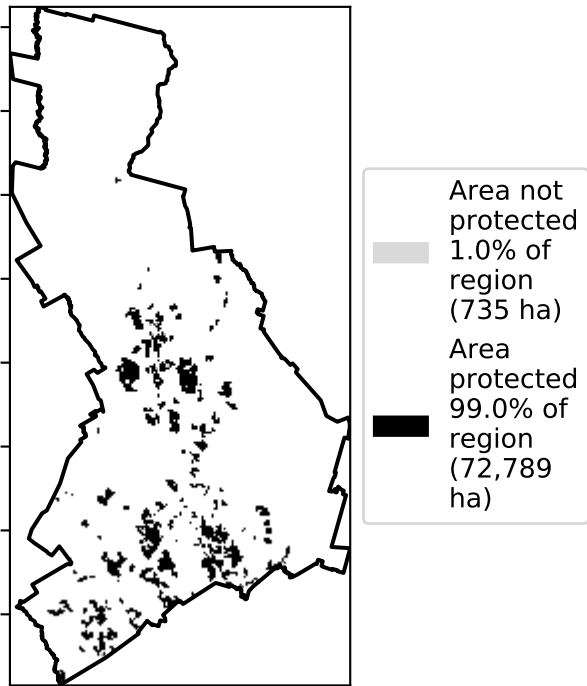 Area not
protected
1.0% of
region
(735 ha)
Area
protected
99.0% of
region
(72,789
ha)